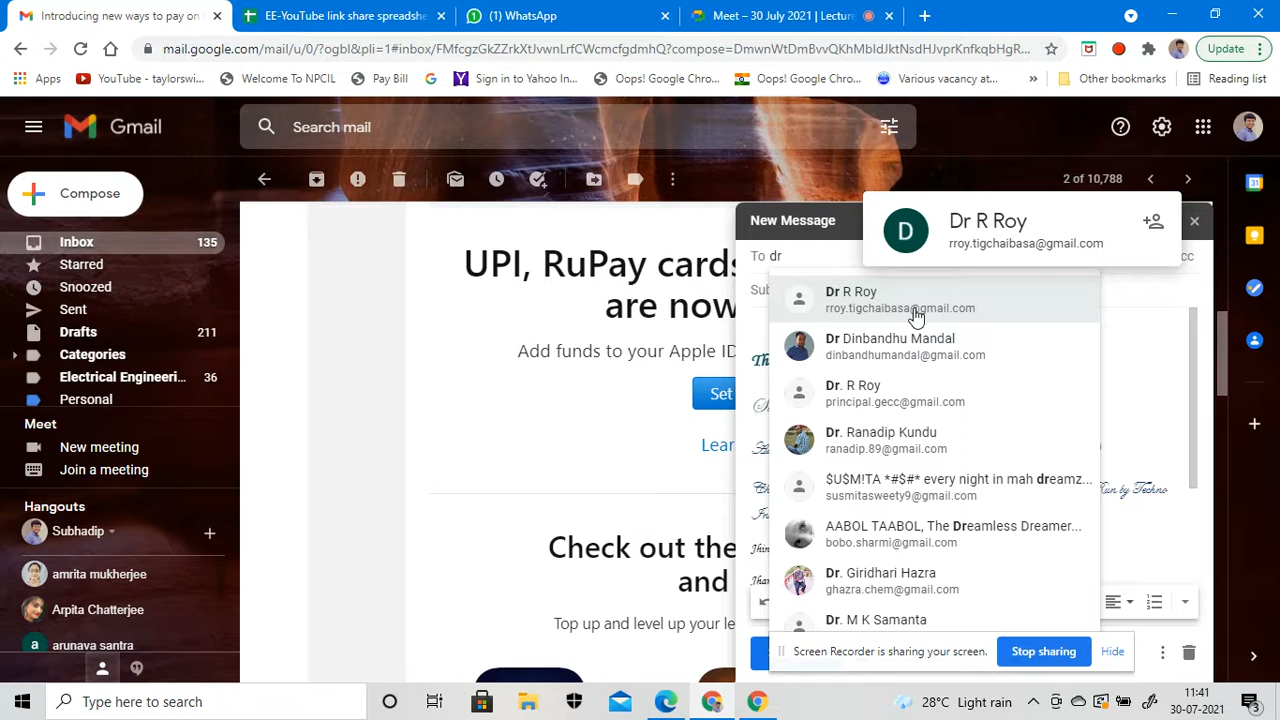 Introducing new ways to pay on
EE-YouTube link share spreadshe
(1) WhatsApp
Meet – 30 July 2021 | Lectur
mail.google.com/mail/u/0/?ogbl&pli=1#inbox/
Update
Apps
YouTube - taylorswi...
Welcome To NPCIL
Pay Bill
Sign in to Yahoo In...
Oops! Google Chro...
Oops! Google Chro...
Various vacancy at...
»
Other bookmarks
Reading list
Gmail
Search mail
Compose
2 of 10,788
Inbox 135
Starred
Snoozed
Sent
Drafts 211
Categories
Electrical Engineeri... 36
Personal
Meet
New meeting
Join a meeting
Hangouts
Subhadip
amrita mukherjee
Arpita Chatterjee
arunava santra
UPI, RuPay cards
are now
Add funds to your Apple ID
Set
Lear
Check out the
and
Top up and level up your le
New Message
D
Dr R Roy
rroy.tigchaibasa@gmail.com
To dr
cc
Sub
Dr R Roy
rroy.tigchaibasa@gmail.com
Dr Dinbandhu Mandal
dinbandhumandal@gmail.com
Dr. R Roy
principal.gecc@gmail.com
Dr. Ranadip Kundu
ranadip.89@gmail.com
$U$M!TA *#$#* every night in mah dreamz...
susmitasweety9@gmail.com
AABOL TAABOL, The Dreamless Dreamer...
bobo.sharmi@gmail.com
Dr. Giridhari Hazra
ghazra.chem@gmail.com
Dr. M K Samanta
Th
Run by Techno
Screen Recorder is sharing your screen.
Stop sharing
Hide
Type here to search
28°C Light rain
11:41
30-07-2021
3